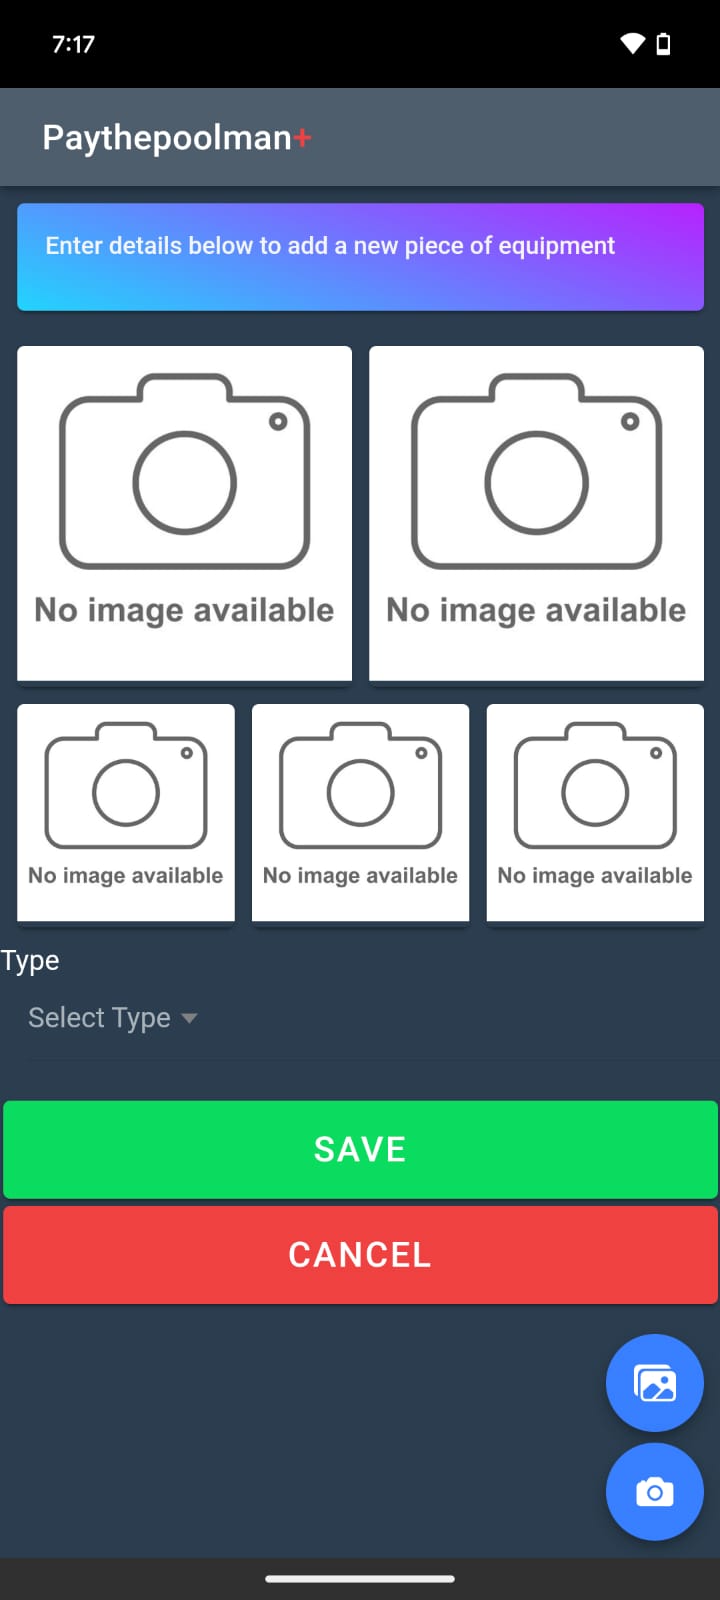 7:17
Paythepoolman+
Enter details below to add a new piece of equipment
No image available
No image available
No image available
No image available
No image available
Type
Select Type
SAVE
CANCEL